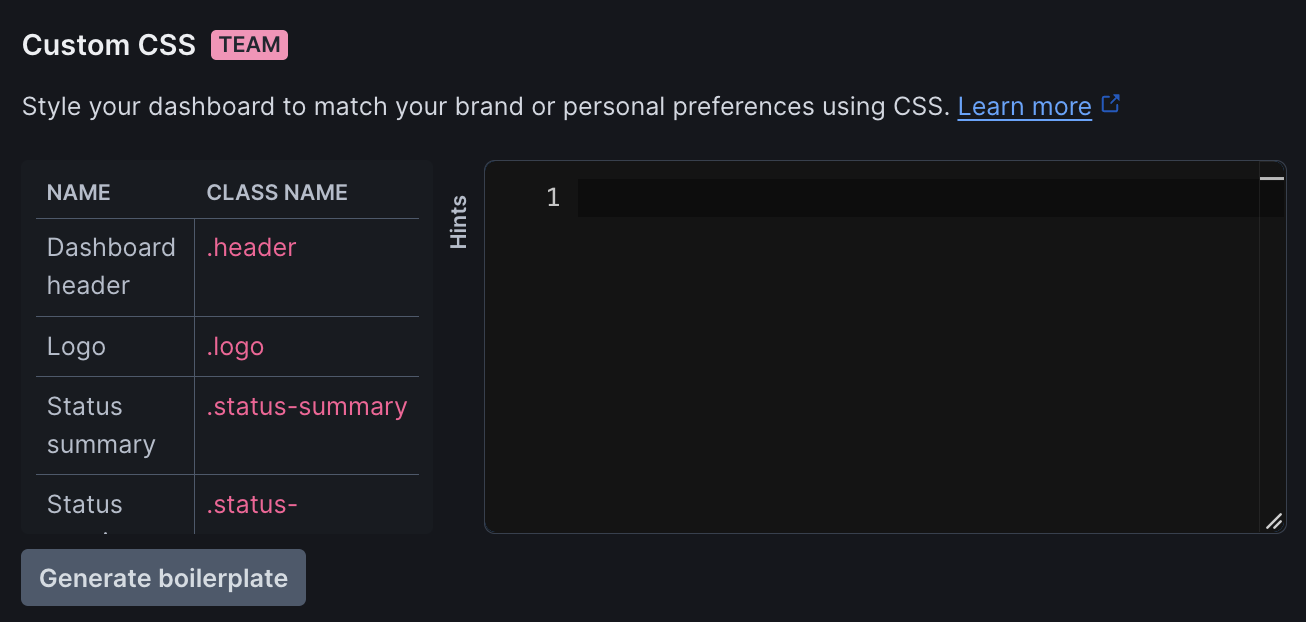 Custom CSS TEAM
Style your dashboard to match your brand or personal preferences using CSS. Learn more
NAME CLASS NAME
Dashboard header .header
Logo .logo
Status summary .status-summary
Status .status-
Hints
1
Generate boilerplate